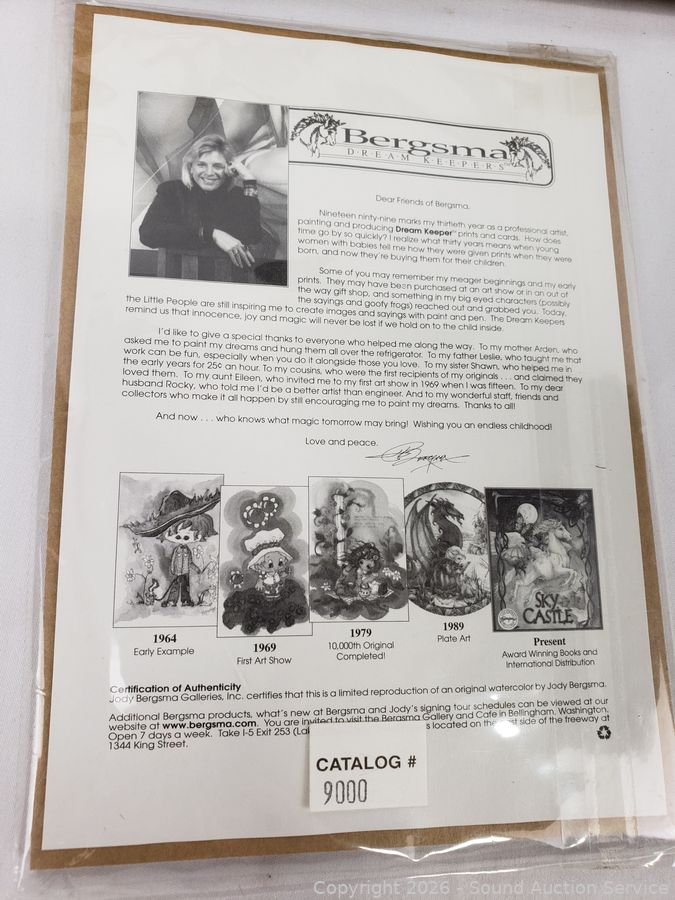 Bergsma
DREAM KEEPERS
Dear Friends of Bergsma,
Nineteen ninty-nine marks my thirtieth year as a professional artist,
painting and producing Dream Keeper™ prints and cards. How does
time go by so quickly? I realize what thirty years means when young
women with babies tell me how they were given prints when they were
born, and now they're buying them for their children.
Some of you may remember my meager beginnings and my early
prints. They may have been purchased at an art show or in an out of
the way gift shop, and something in my big eyed characters (possibly
the sayings and goofy frogs) reached out and grabbed you. Today,
the Little People are still inspiring me to create images and sayings with paint and pen. The Dream Keepers
remind us that innocence, joy and magic will never be lost if we hold on to the child inside.
I'd like to give a special thanks to everyone who helped me along the way. To my mother Arden, who
asked me to paint my dreams and hung them all over the refrigerator. To my father Leslie, who taught me that
work can be fun, especially when you do it alongside those you love. To my sister Shawn, who helped me in
the early years for 25¢ an hour. To my cousins, who were the first recipients of my originals . . . and claimed they
loved them. To my aunt Eileen, who invited me to my first art show in 1969 when I was fifteen. To my dear
husband Rocky, who told me I'd be a better artist than engineer. And to my wonderful staff, friends and
collectors who make it all happen by still encouraging me to paint my dreams. Thanks to all!
And now . . . who knows what magic tomorrow may bring! Wishing you an endless childhood!
Love and peace,
SKY
CASTLE
1964
Early Example
1969
First Art Show
1979
10,000th Original
Completed!
1989
Plate Art
Present
Award Winning Books and
International Distribution
Certification of Authenticity
Jody Bergsma Galleries, Inc. certifies that this is a limited reproduction of an original watercolor by Jody Bergsma.
Additional Bergsma products, what's new at Bergsma and Jody's signing tour schedules can be viewed at our
website at www.bergsma.com. You are invited to visit the Bergsma Gallery and Cafe in Bellingham, Washington.
Open 7 days a week. Take I-5 Exit 253 (Lak s located on the side of the freeway at
1344 King Street.
CATALOG #
9000
Copyright 2026 - Sound Auction Service